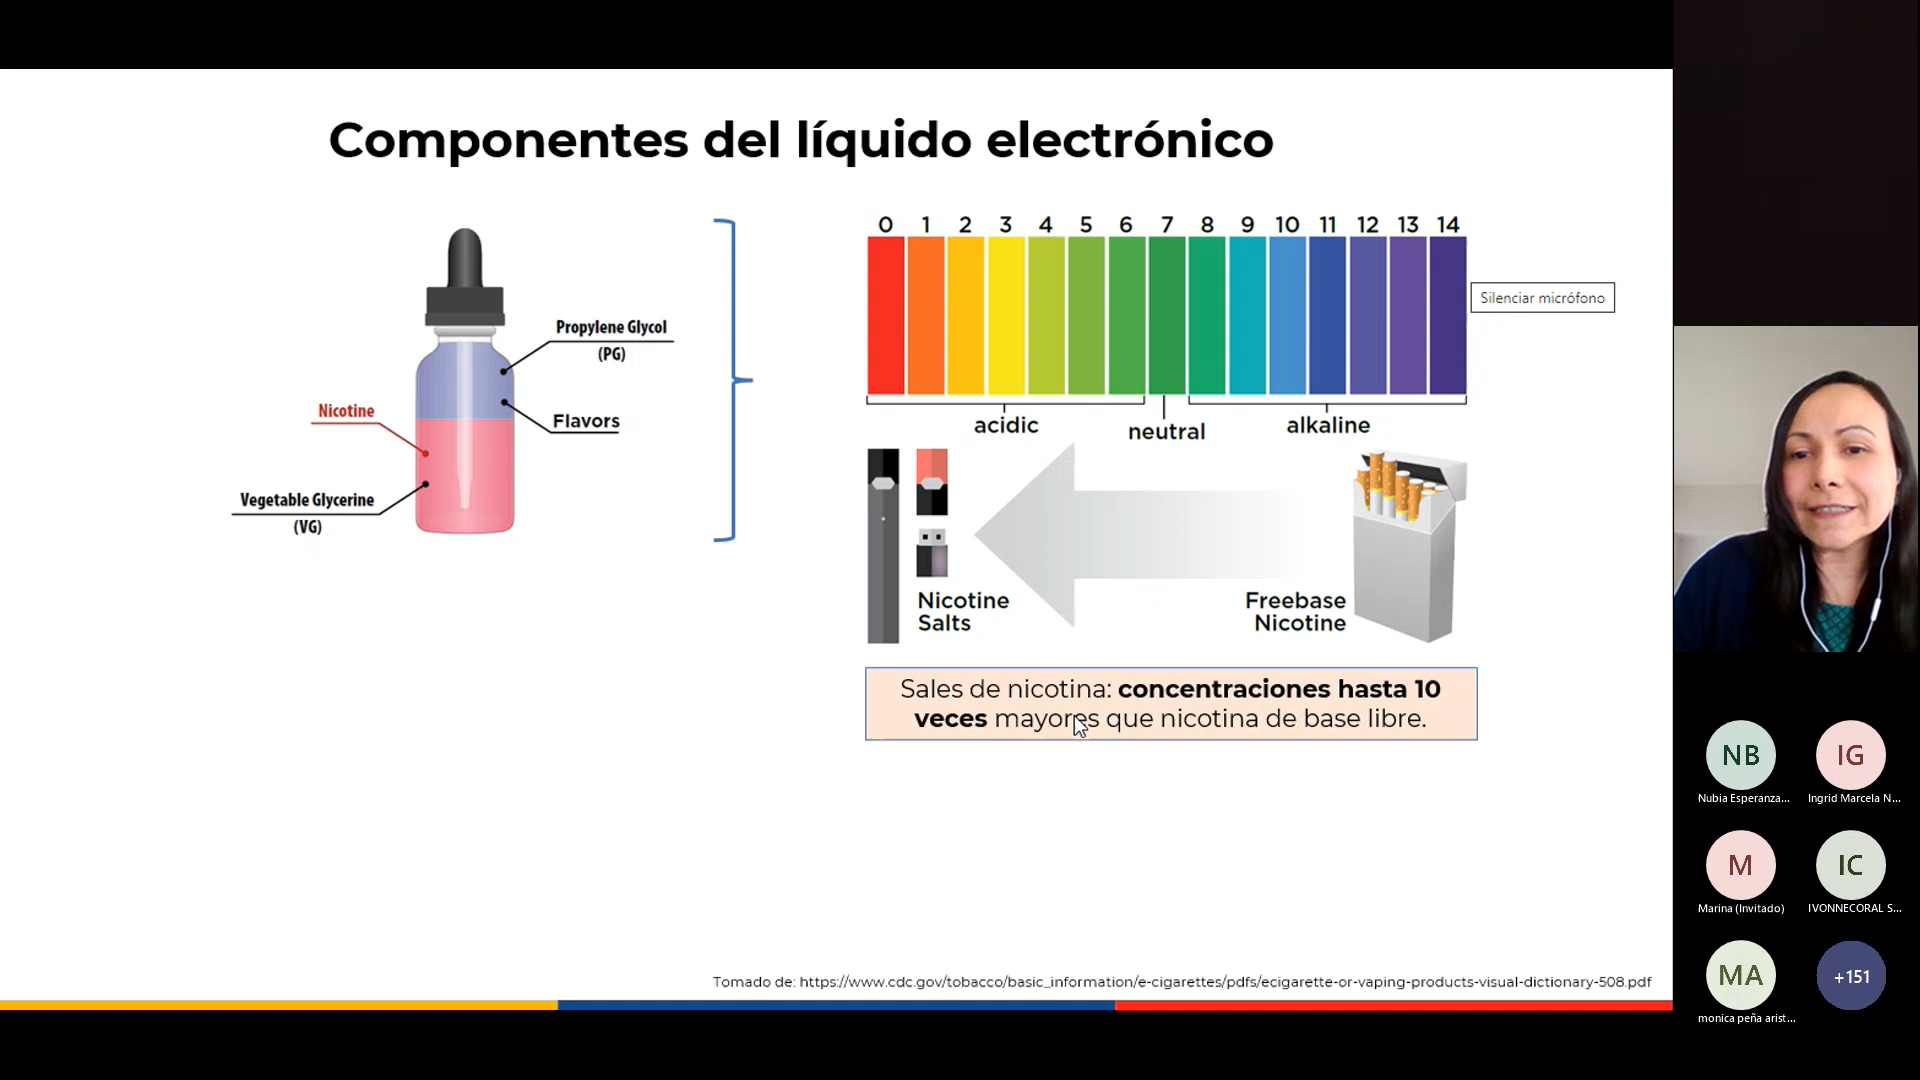 Componentes del líquido electrónico
Propylene Glycol
(PG)
Nicotine
Flavors
Vegetable Glycerine
(VG)
0 1 2 3 4 5 6 7 8 9 10 11 12 13 14
Silenciar micrófono
acidic
neutral
alkaline
Nicotine
Salts
Freebase
Nicotine
Sales de nicotina: concentraciones hasta 10
veces mayores que nicotina de base libre.
Tomado de: https://www.cdc.gov/tobacco/basic_information/e-cigarettes/pdfs/ecigarette-or-vaping-products-visual-dictionary-508.pdf
NB
Nubia Esperanza...
IG
Ingrid Marcela N...
M
Marina (Invitado)
IC
IVONNECORAL S...
MA
monica peña arist...
+151